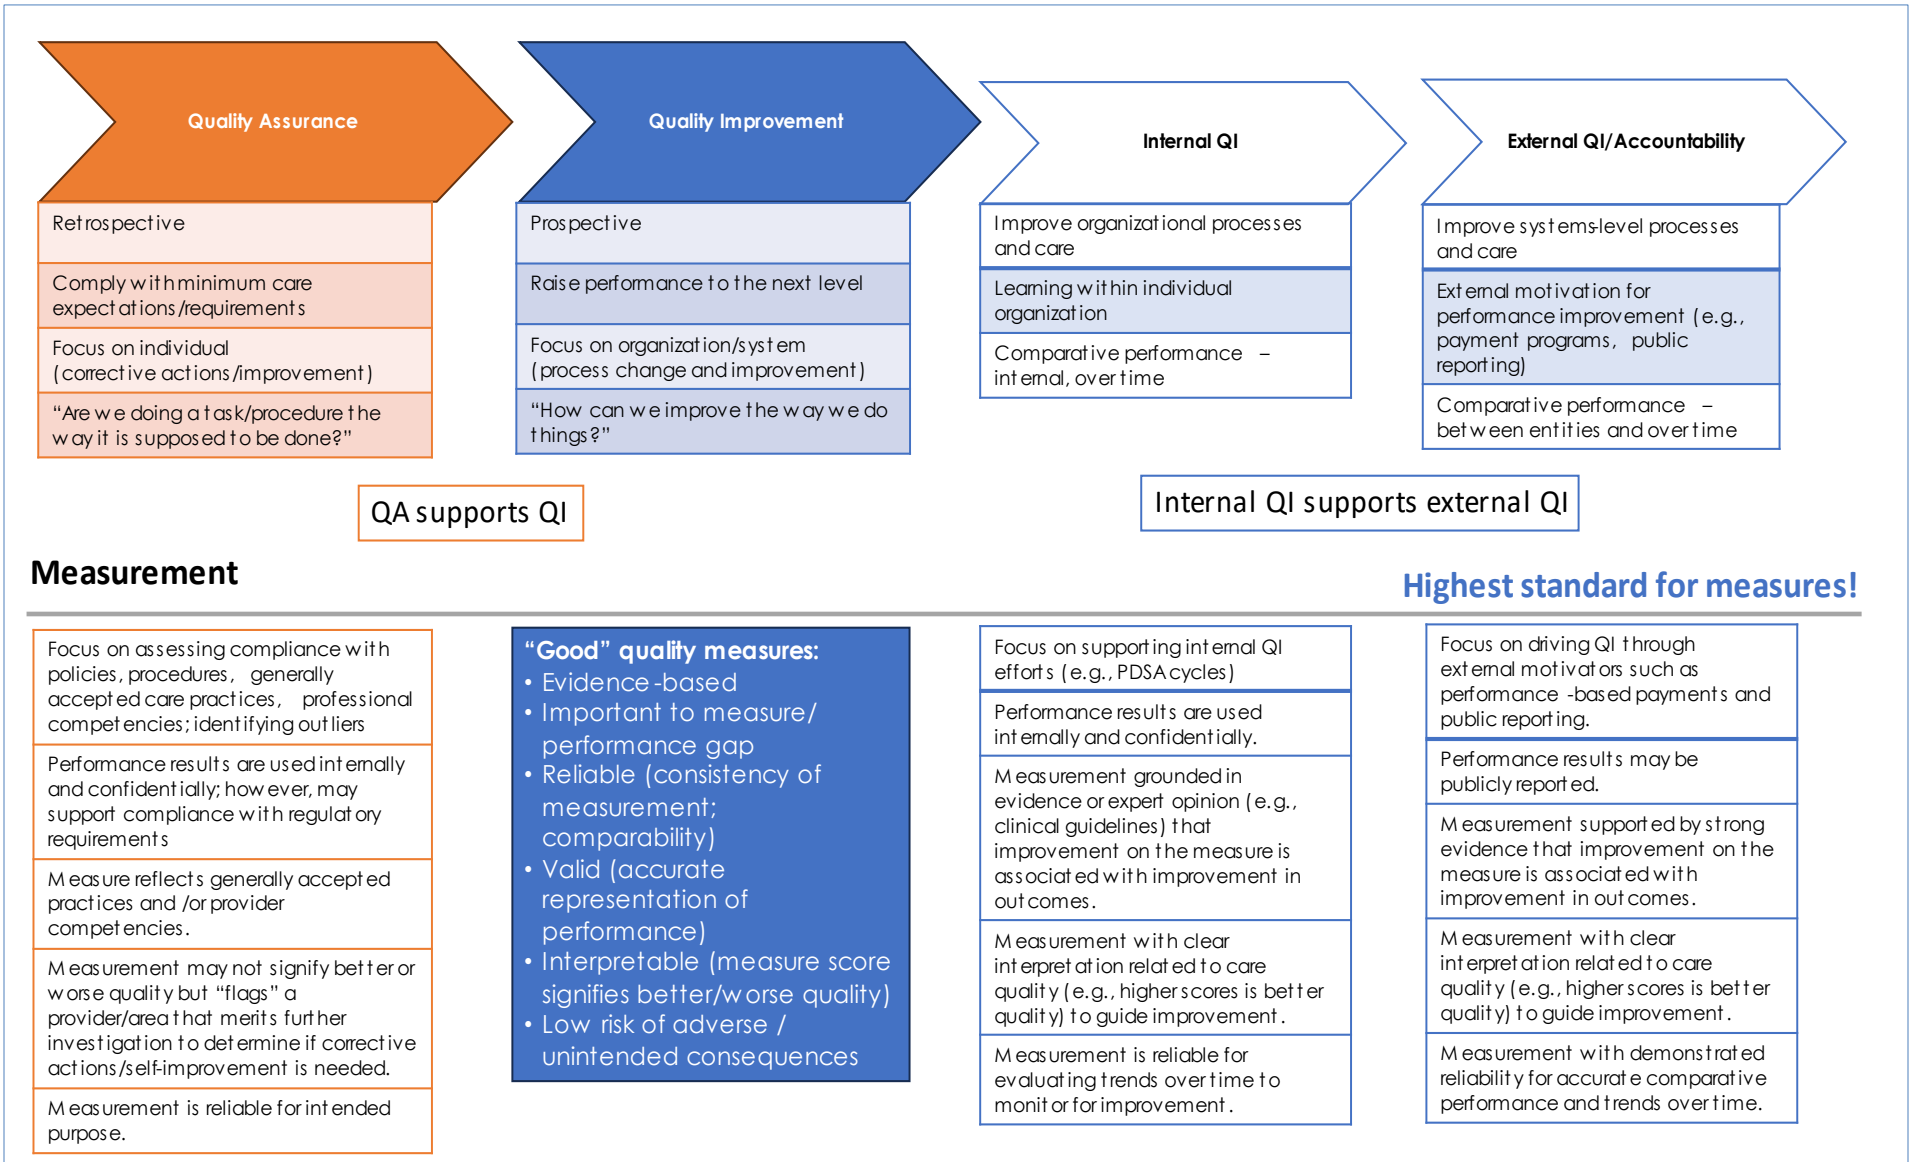 Quality Assurance
Retrospective
Comply with minimum care
expectations/requirements
Focus on individual
(corrective actions/improvement)
“Are we doing a task/procedure the
way it is supposed to be done?”
Quality Improvement
Prospective
Raise performance to the next level
Focus on organization/system
(process change and improvement)
“How can we improve the way we do
things?”
Internal QI
Improve organizational processes
and care
Learning within individual
organization
Comparative performance –
internal, over time
External QI/Accountability
Improve systems-level processes
and care
External motivation for
performance improvement (e.g.,
payment programs, public
reporting)
Comparative performance –
between entities and over time
QA supports QI
Internal QI supports external QI
Measurement
Highest standard for measures!
Focus on assessing compliance with
policies, procedures, generally
accepted care practices, professional
competencies; identifying outliers
Performance results are used internally
and confidentially; however, may
support compliance with regulatory
requirements
Measure reflects generally accepted
practices and /or provider
competencies.
Measurement may not signify better or
worse quality but “flags” a
provider/area that merits further
investigation to determine if corrective
actions/self-improvement is needed.
Measurement is reliable for intended
purpose.
“Good” quality measures:
• Evidence-based
• Important to measure/
performance gap
• Reliable (consistency of
measurement;
comparability)
• Valid (accurate
representation of
performance)
• Interpretable (measure score
signifies better/worse quality)
• Low risk of adverse /
unintended consequences
Focus on supporting internal QI
efforts (e.g., PDSA cycles)
Performance results are used
internally and confidentially.
Measurement grounded in
evidence or expert opinion (e.g.,
clinical guidelines) that
improvement on the measure is
associated with improvement in
outcomes.
Measurement with clear
interpretation related to care
quality (e.g., higher scores is better
quality) to guide improvement.
Measurement is reliable for
evaluating trends over time to
monitor for improvement.
Focus on driving QI through
external motivators such as
performance -based payments and
public reporting.
Performance results may be
publicly reported.
Measurement supported by strong
evidence that improvement on the
measure is associated with
improvement in outcomes.
Measurement with clear
interpretation related to care
quality (e.g., higher scores is better
quality) to guide improvement.
Measurement with demonstrated
reliability for accurate comparative
performance and trends over time.